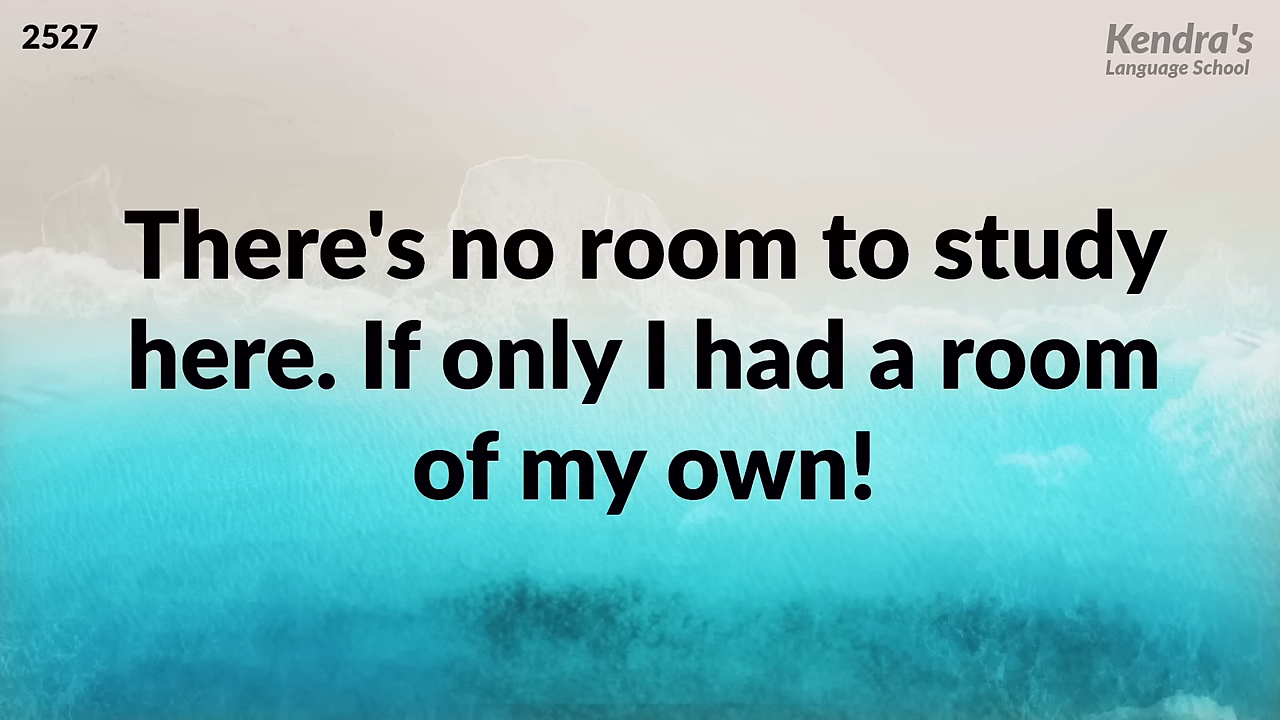 2527
Kendra's
Language School
There's no room to study
here. If only I had a room
of my own!